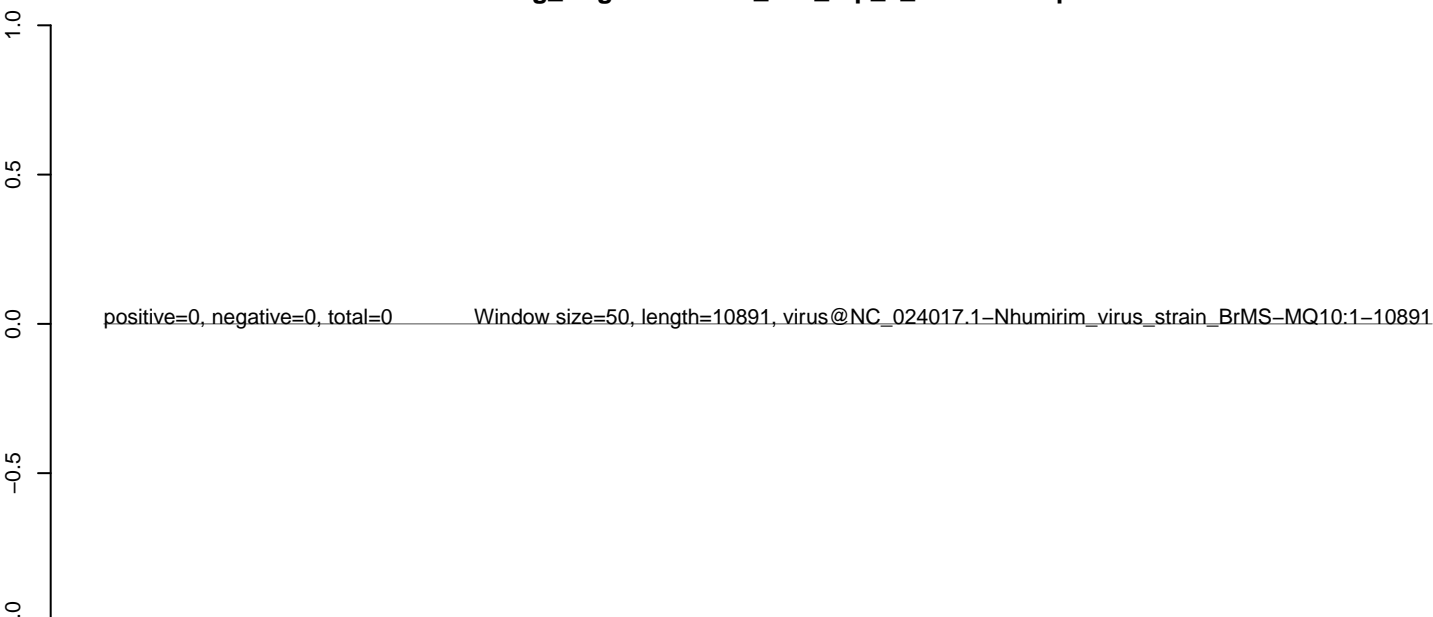 1.0
0.5
0.0
positive=0, negative=0, total=0 Window size=50, length=10891, virus@NC_024017.1−Nhumirim_virus_strain_BrMS−MQ10:1−10891
−0.5